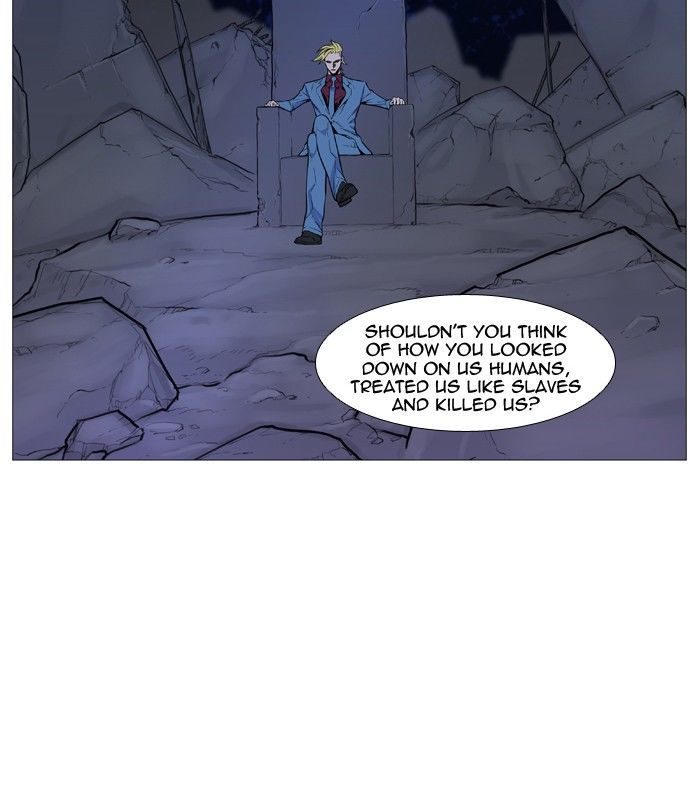 SHOULDN'T YOU THINK
OF HOW YOU LOOKED
DOWN ON US HUMANS,
TREATED US LIKE SLAVES
AND KILLED US?